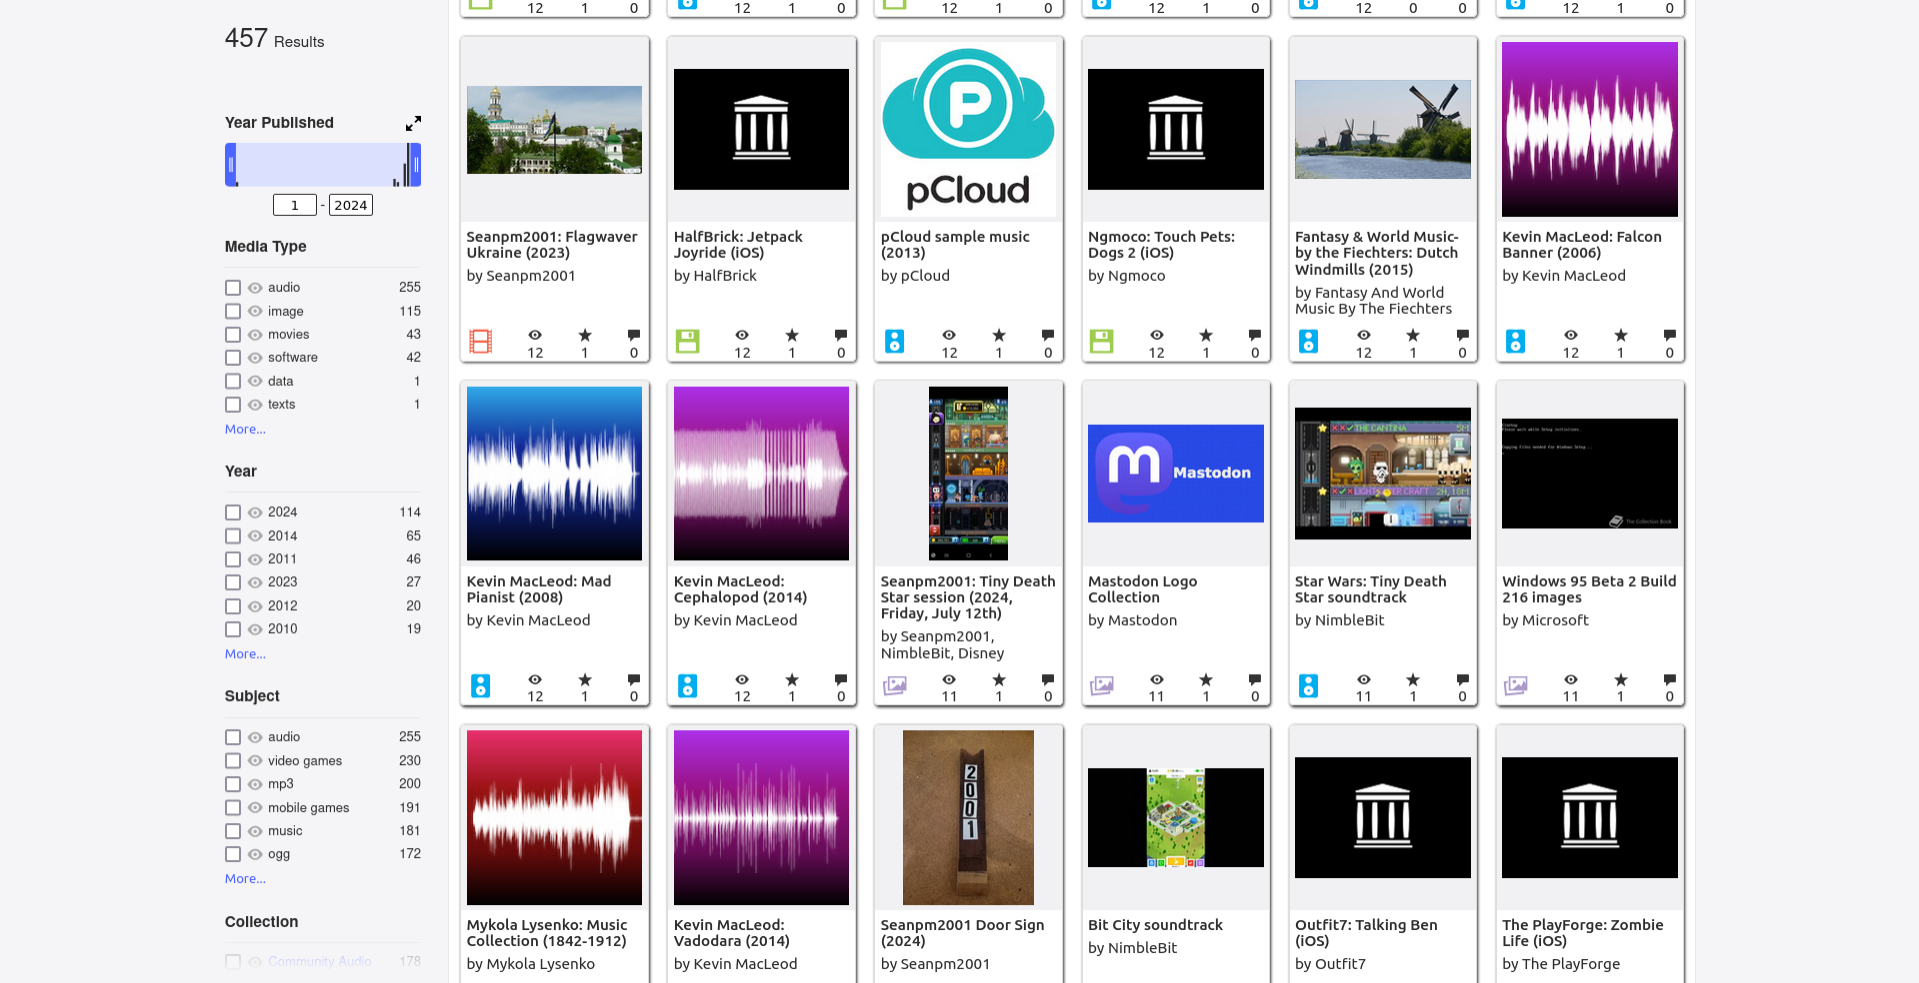 12 1 0
12 1 0
12 1 0
12 1 0
12 0 0
12 1 0
457 Results
Year Published
1 - 2024
Media Type
audio 255
image 115
movies 43
software 42
data 1
texts 1
More...
Year
2024 114
2014 65
2011 46
2023 27
2012 20
2010 19
More...
Subject
audio 255
video games 230
mp3 200
mobile games 191
music 181
ogg 172
More...
Collection
Community Audio 178
Seanpm2001: Flagwaver
Ukraine (2023)
by Seanpm2001
12 1 0
HalfBrick: Jetpack
Joyride (iOS)
by HalfBrick
12 1 0
P
pCloud
pCloud sample music
(2013)
by pCloud
12 1 0
Ngmoco: Touch Pets:
Dogs 2 (iOS)
by Ngmoco
12 1 0
Fantasy & World Music-
by the Fiechters: Dutch
Windmills (2015)
by Fantasy And World
Music By The Fiechters
12 1 0
Kevin MacLeod: Falcon
Banner (2006)
by Kevin MacLeod
12 1 0
Kevin MacLeod: Mad
Pianist (2008)
by Kevin MacLeod
12 1 0
Kevin MacLeod:
Cephalopod (2014)
by Kevin MacLeod
12 1 0
Seanpm2001: Tiny Death
Star session (2024,
Friday, July 12th)
by Seanpm2001,
NimbleBit, Disney
11 1 0
m Mastodon
Mastodon Logo
Collection
by Mastodon
11 1 0
THE CANTINA
Star Wars: Tiny Death
Star soundtrack
by NimbleBit
11 1 0
The Collection Book
Windows 95 Beta 2 Build
216 images
by Microsoft
11 1 0
Mykola Lysenko: Music
Collection (1842-1912)
by Mykola Lysenko
Kevin MacLeod:
Vadodara (2014)
by Kevin MacLeod
2
0
0
1
Seanpm2001 Door Sign
(2024)
by Seanpm2001
Bit City soundtrack
by NimbleBit
Outfit7: Talking Ben
(iOS)
by Outfit7
The PlayForge: Zombie
Life (iOS)
by The PlayForge